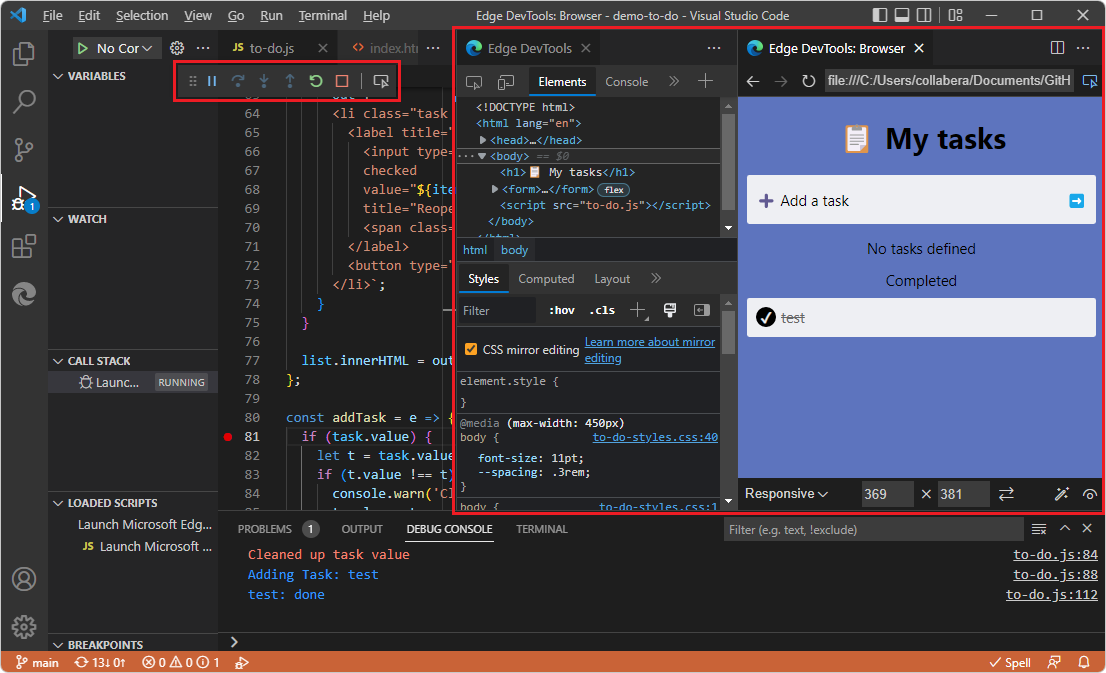 File Edit Selection View Go Run Terminal Help
Edge DevTools: Browser - demo-to-do - Visual Studio Code
No Cor
VARIABLES
WATCH
CALL STACK
Launc...
RUNNING
LOADED SCRIPTS
Launch Microsoft Edg...
JS Launch Microsoft ...
BREAKPOINTS
1
JS to-do.js
<> index.ht
64 <li class="task
65 <label title="
66 <input type=
67 checked
68 value="${ite
69 title="Reope
70 <span clas
71 </label>
72 <button type="
73 </li>`;
74 }
75 }
76
77 list.innerHTML = out
78 };
79
80 const addTask = e => {
81 if (task.value) {
82 let t = task.value
83 if (t.value !== t
84 console.warn('Cl
Edge DevTools
Elements Console
<!DOCTYPE html>
<html lang="en">
<head>…</head>
··· <body> == $0
<h1>📋 My tasks</h1>
<form>…</form> flex
<script src="to-do.js"></script>
</body>
</html>
html body
Styles Computed Layout
Filter :hov .cls
CSS mirror editing Learn more about mirror
editing
element.style {
}
@media (max-width: 450px)
body { to-do-styles.css:40
font-size: 11pt;
--spacing: .3rem;
}
body { to-do-styles.css:1
Edge DevTools: Browser
file:///C:/Users/collabera/Documents/GitH
📋 My tasks
Add a task
No tasks defined
Completed
test
Responsive 369 × 381
PROBLEMS 1 OUTPUT DEBUG CONSOLE TERMINAL
Filter (e.g. text, !exclude)
Cleaned up task value to-do.js:84
Adding Task: test to-do.js:88
test: done to-do.js:112
>
main 13↓ 0↑ 0 0 1
Spell